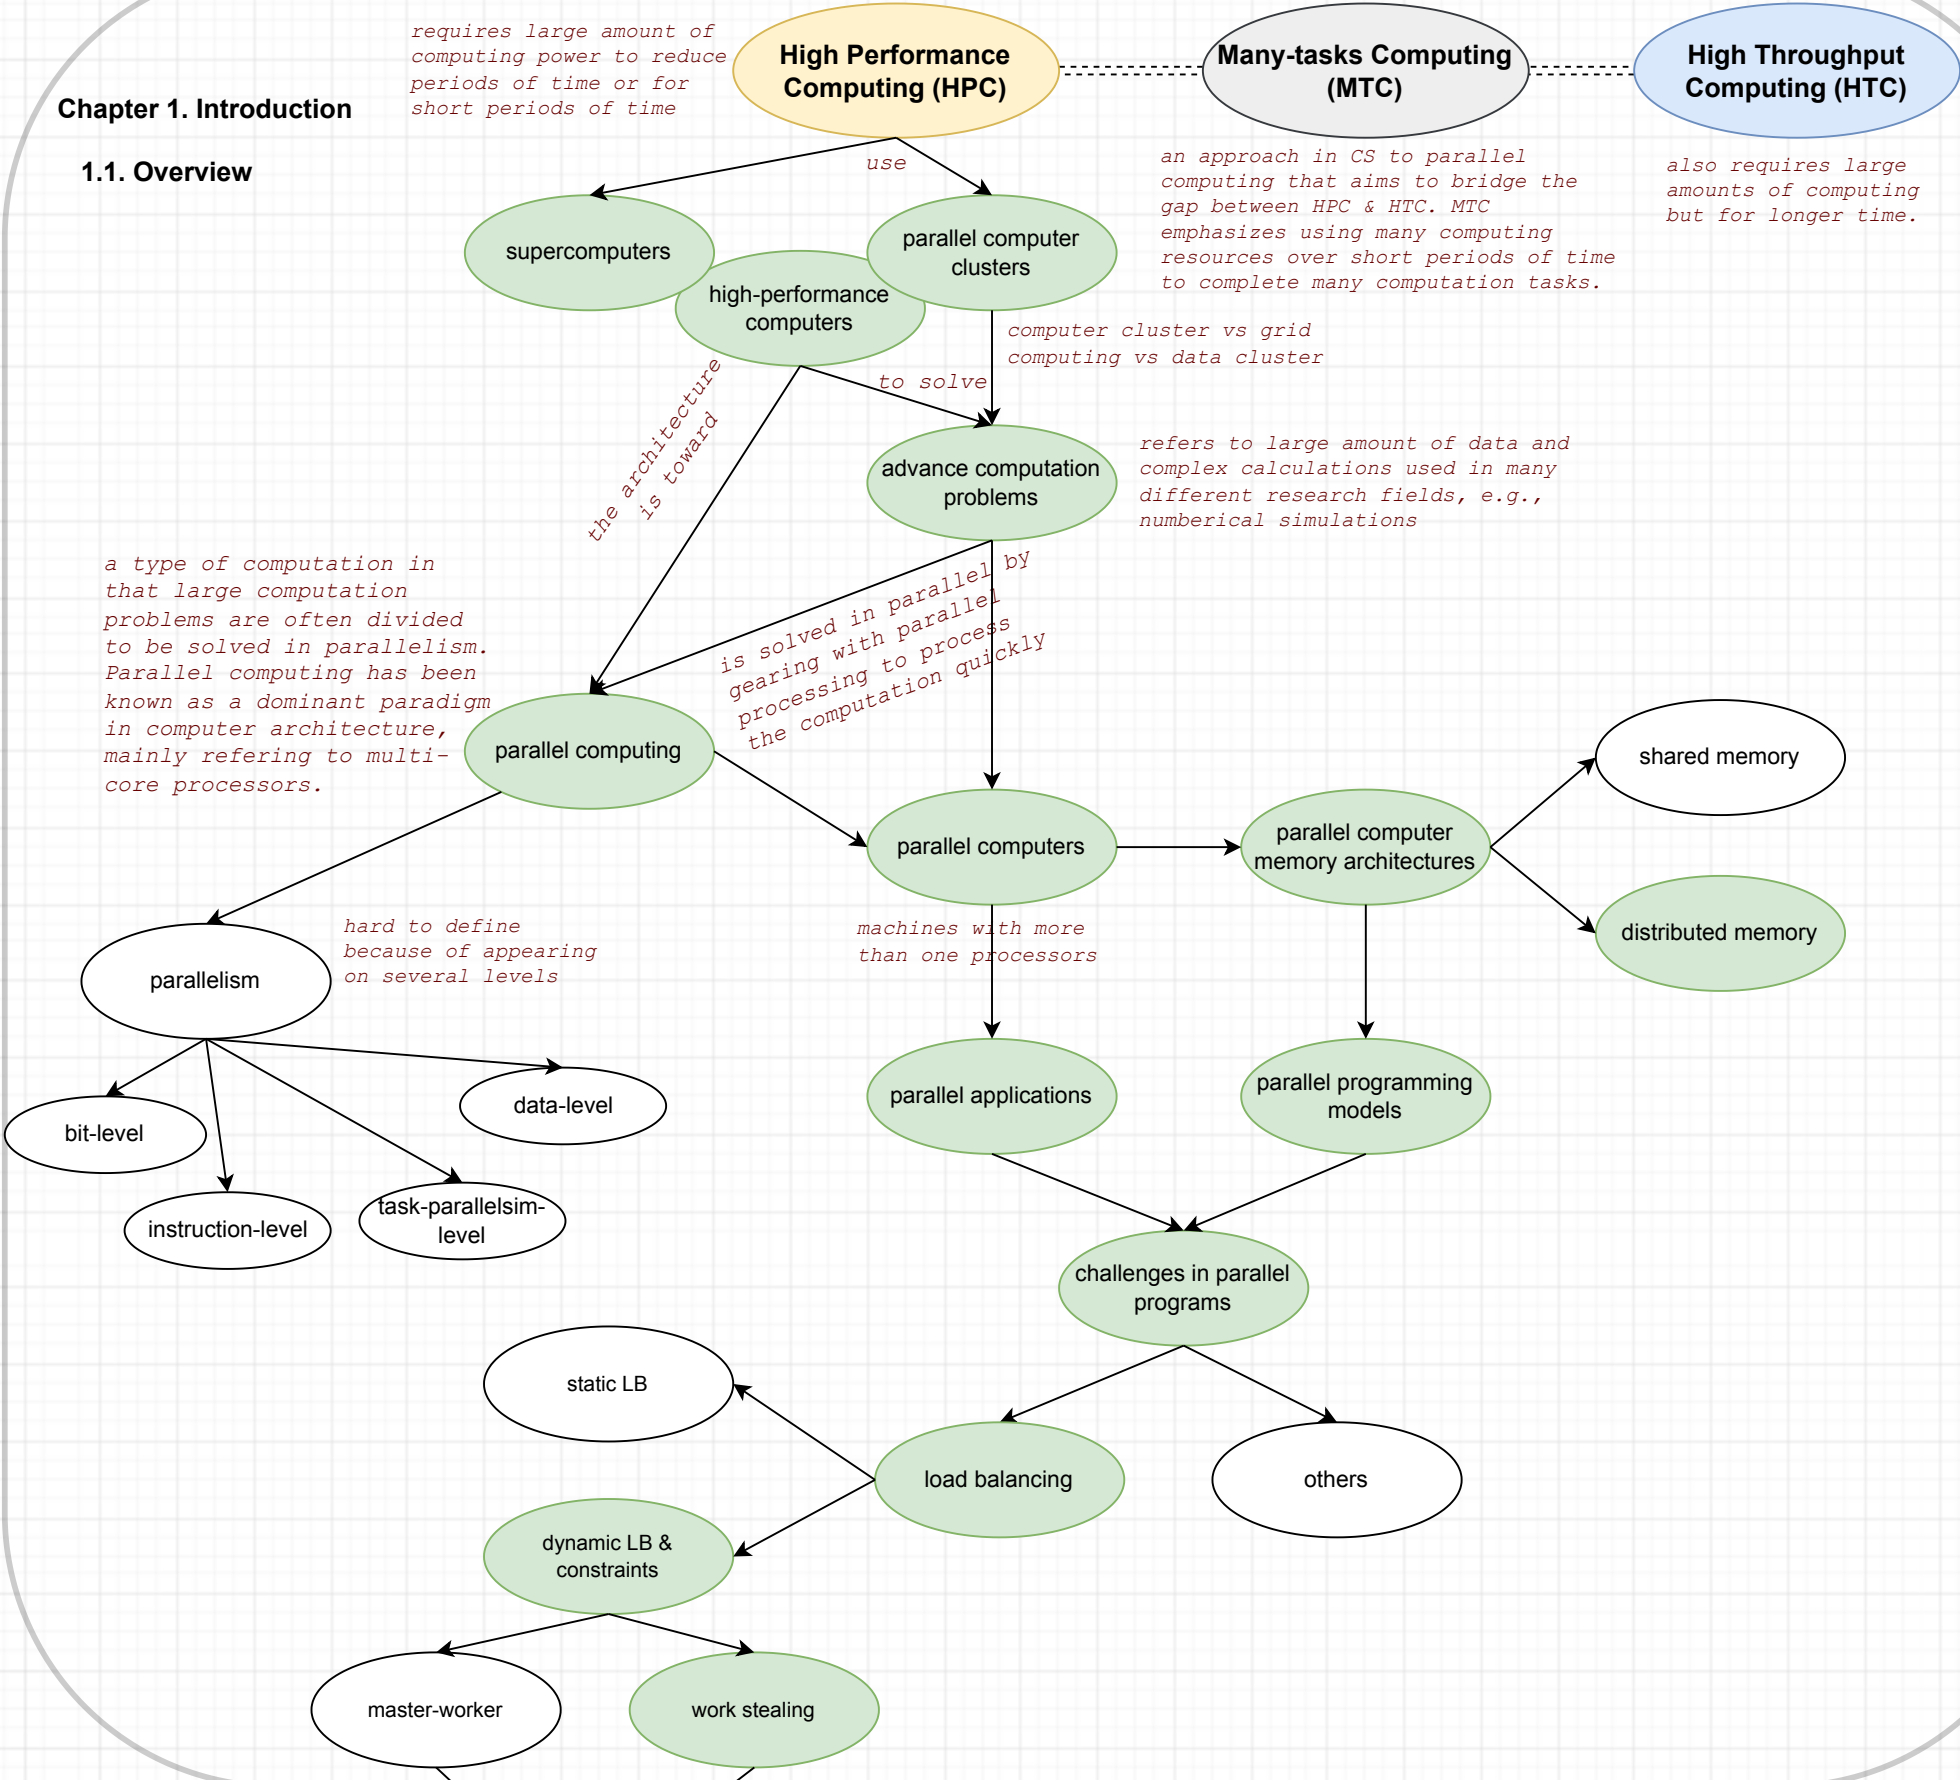 requires large amount of
computing power to reduce
periods of time or for
short periods of time
High Performance
Computing (HPC)
Many-tasks Computing
(MTC)
High Throughput
Computing (HTC)
Chapter 1. Introduction
1.1. Overview
use
an approach in CS to parallel
computing that aims to bridge the
gap between HPC & HTC. MTC
emphasizes using many computing
resources over short periods of time
to complete many computation tasks.
also requires large
amounts of computing
but for longer time.
supercomputers
parallel computer
clusters
high-performance
computers
computer cluster vs grid
computing vs data cluster
the architecture
is toward
to solve
advance computation
problems
refers to large amount of data and
complex calculations used in many
different research fields, e.g.,
numberical simulations
a type of computation in
that large computation
problems are often divided
to be solved in parallelism.
Parallel computing has been
known as a dominant paradigm
in computer architecture,
mainly refering to multi-
core processors.
is solved in parallel by
gearing with parallel
processing to process
the computation quickly
parallel computing
shared memory
parallel computers
parallel computer
memory architectures
distributed memory
hard to define
because of appearing
on several levels
machines with more
than one processors
parallelism
parallel applications
parallel programming
models
data-level
bit-level
instruction-level
task-parallelsim-
level
challenges in parallel
programs
static LB
load balancing
others
dynamic LB &
constraints
master-worker
work stealing